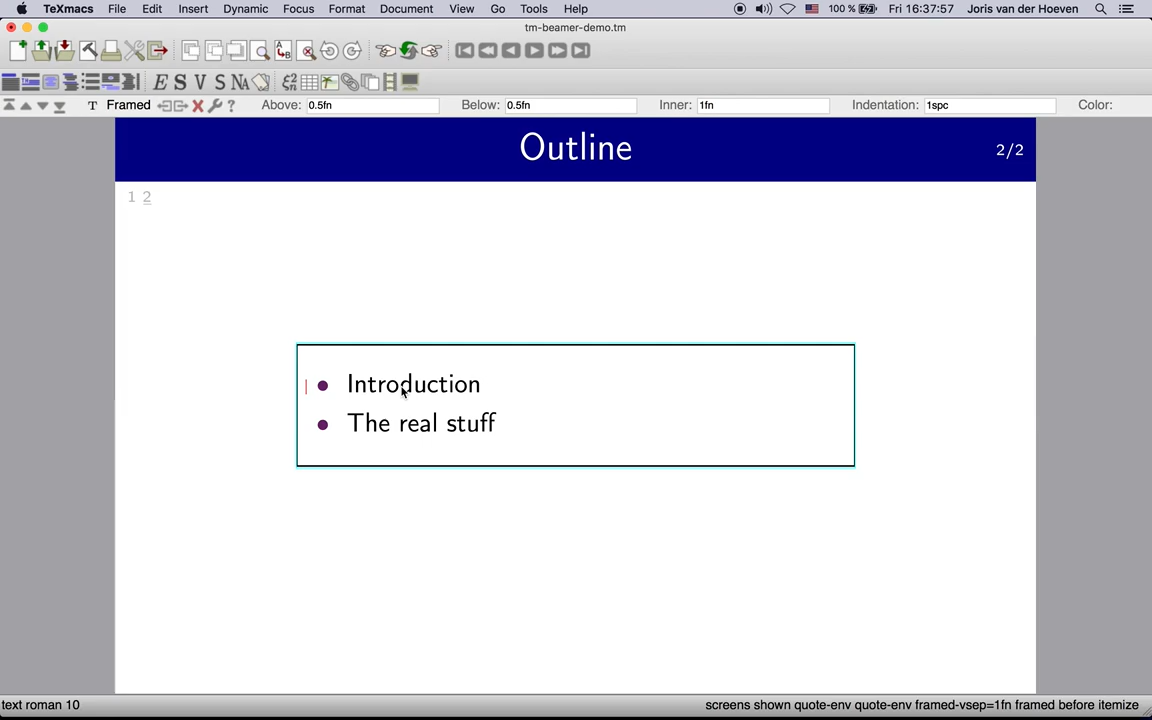 TeXmacs File Edit Insert Dynamic Focus Format Document View Go Tools Help 100 % Fri 16:37:57 Joris van der Hoeven
tm-beamer-demo.tm
T Framed ? Above: 0.5fn Below: 0.5fn Inner: 1fn Indentation: 1spc Color:
Outline
2/2
1 2
• Introduction
• The real stuff
text roman 10
screens shown quote-env quote-env framed-vsep=1fn framed before itemize